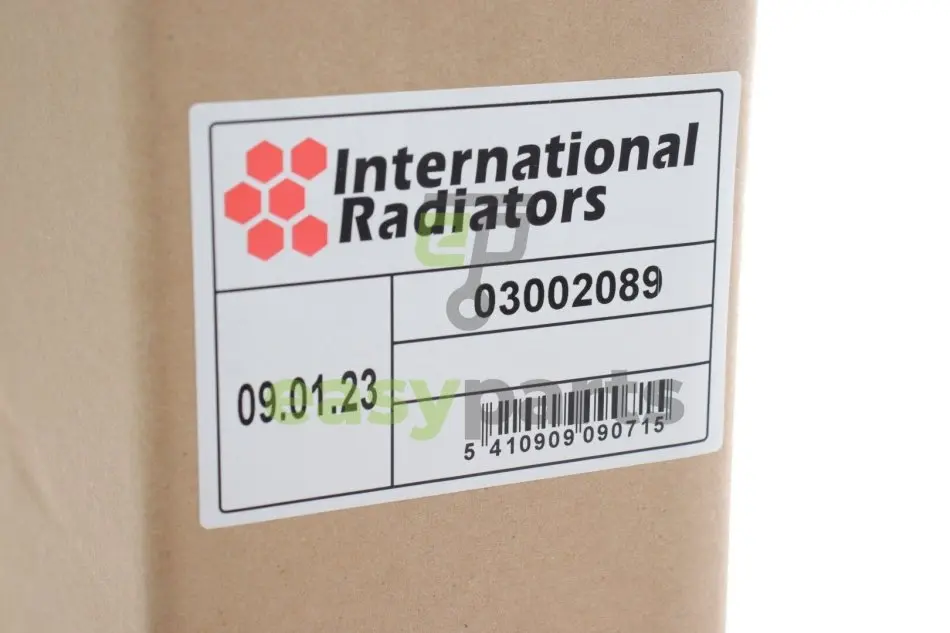 International
Radiators
03002089
09.01.23
easyparts
5 410909 090715